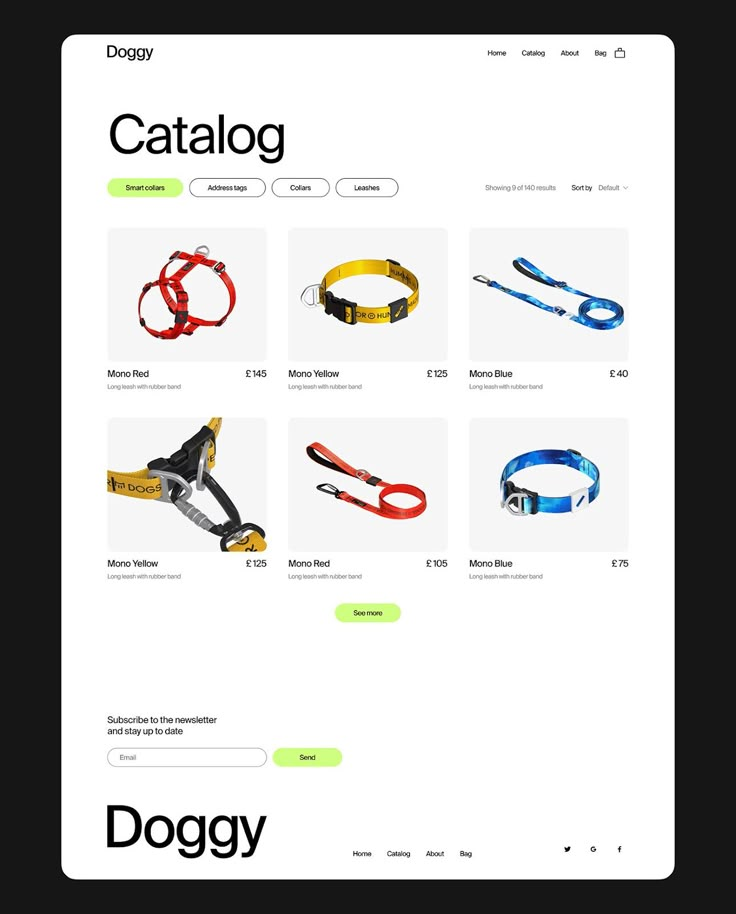 Doggy
Home Catalog About Bag
Catalog
Smart collars Address tags Collars Leashes
Showing 9 of 140 results Sort by Default
Mono Red £145
Long leash with rubber band
Mono Yellow £125
Long leash with rubber band
Mono Blue £40
Long leash with rubber band
DOGS
Mono Yellow £125
Long leash with rubber band
Mono Red £105
Long leash with rubber band
Mono Blue £75
Long leash with rubber band
See more
Subscribe to the newsletter
and stay up to date
Email Send
Doggy
Home Catalog About Bag